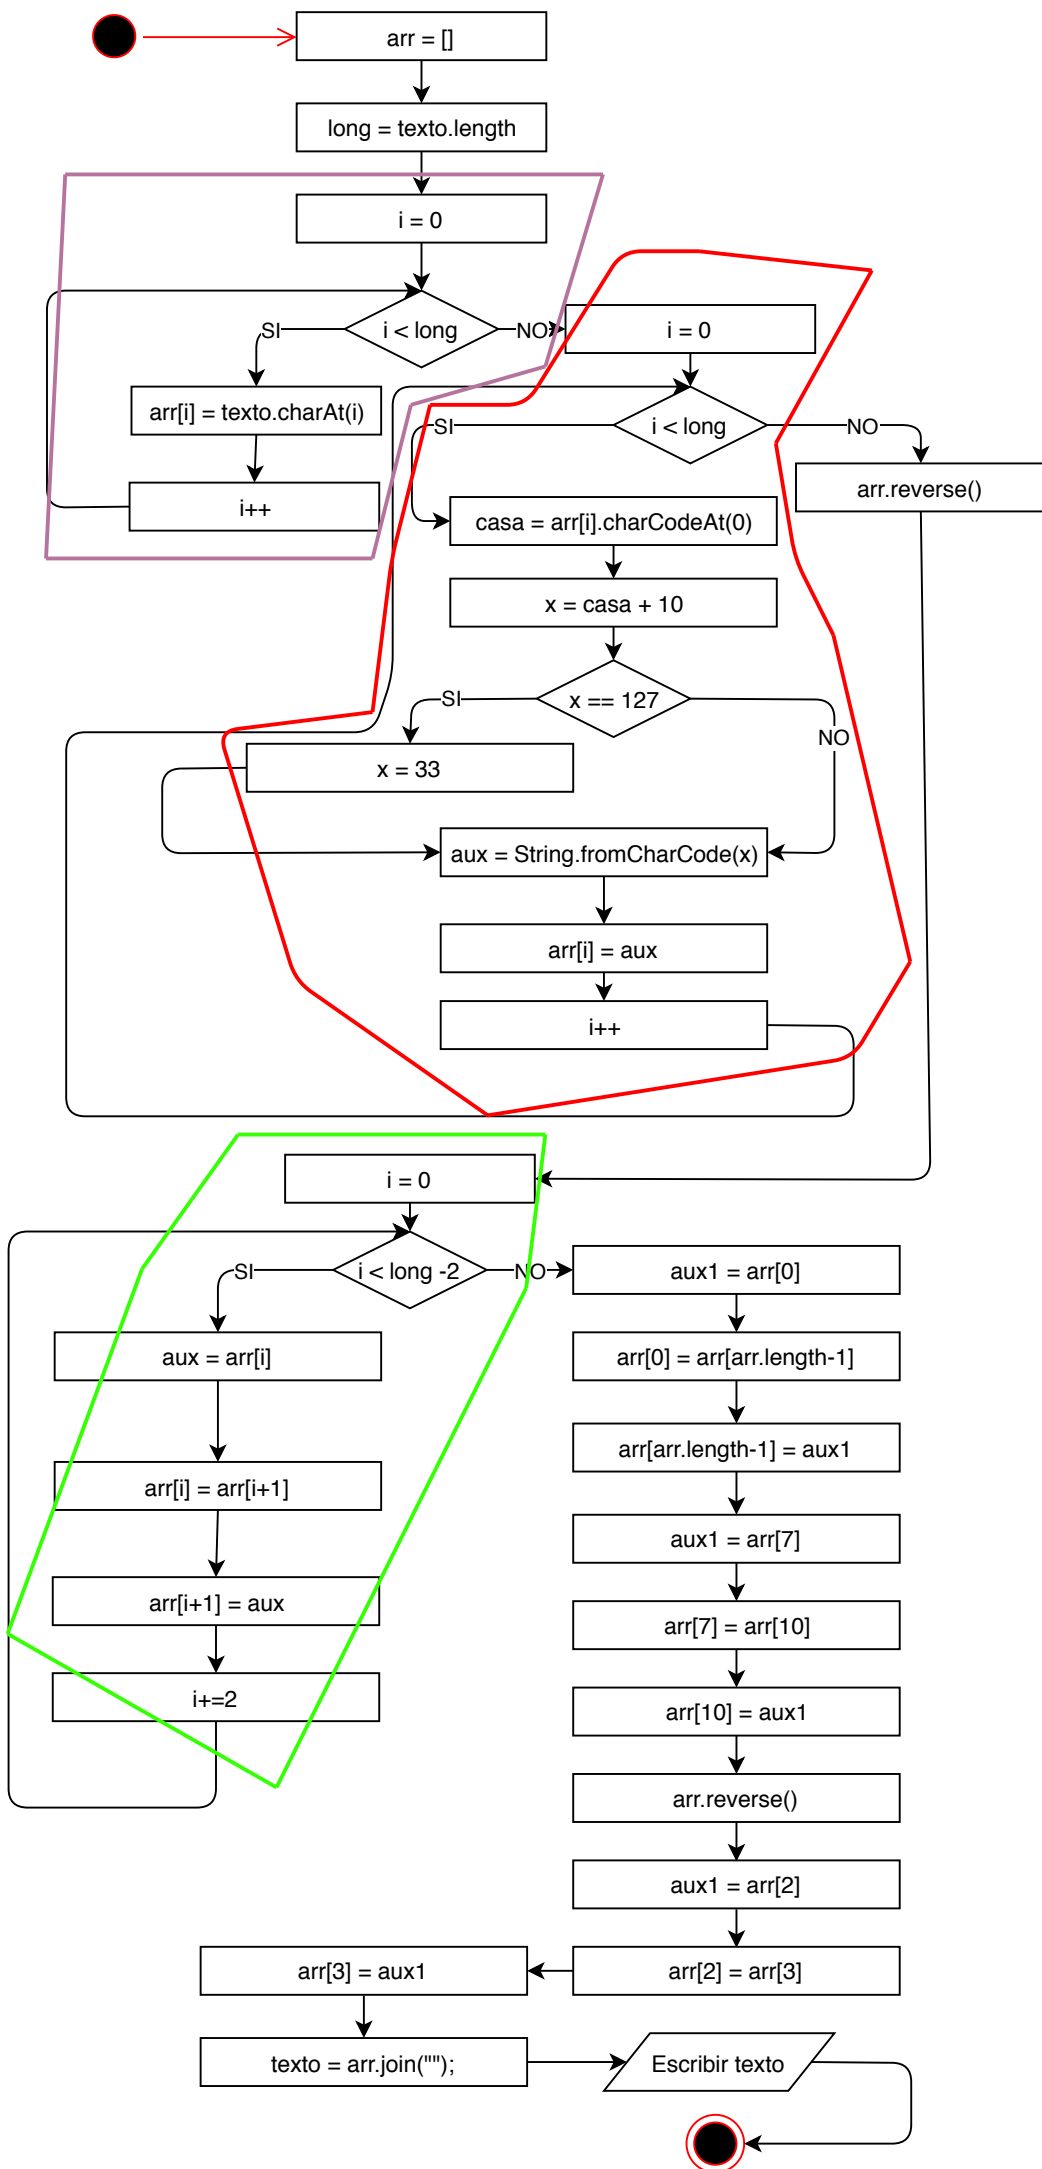 arr = []
long = texto.length
i = 0
i < long
SI
NO
arr[i] = texto.charAt(i)
i++
i = 0
i < long
SI
NO
arr.reverse()
casa = arr[i].charCodeAt(0)
x = casa + 10
x == 127
SI
NO
x = 33
aux = String.fromCharCode(x)
arr[i] = aux
i++
i = 0
i < long -2
SI
NO
aux = arr[i]
arr[i] = arr[i+1]
arr[i+1] = aux
i+=2
aux1 = arr[0]
arr[0] = arr[arr.length-1]
arr[arr.length-1] = aux1
aux1 = arr[7]
arr[7] = arr[10]
arr[10] = aux1
arr.reverse()
aux1 = arr[2]
arr[2] = arr[3]
arr[3] = aux1
texto = arr.join("");
Escribir texto